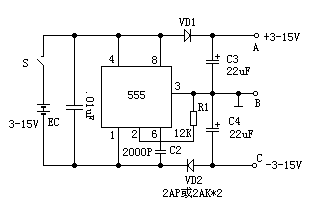 VD1
+3-15V
A
S
4
8
C3
22uF
.01uF
555
3
B
R1
3-15V
EC
1
2
6
12K
C4
22uF
2000P
C2
C
-3-15V
VD2
2AP或2AK*2